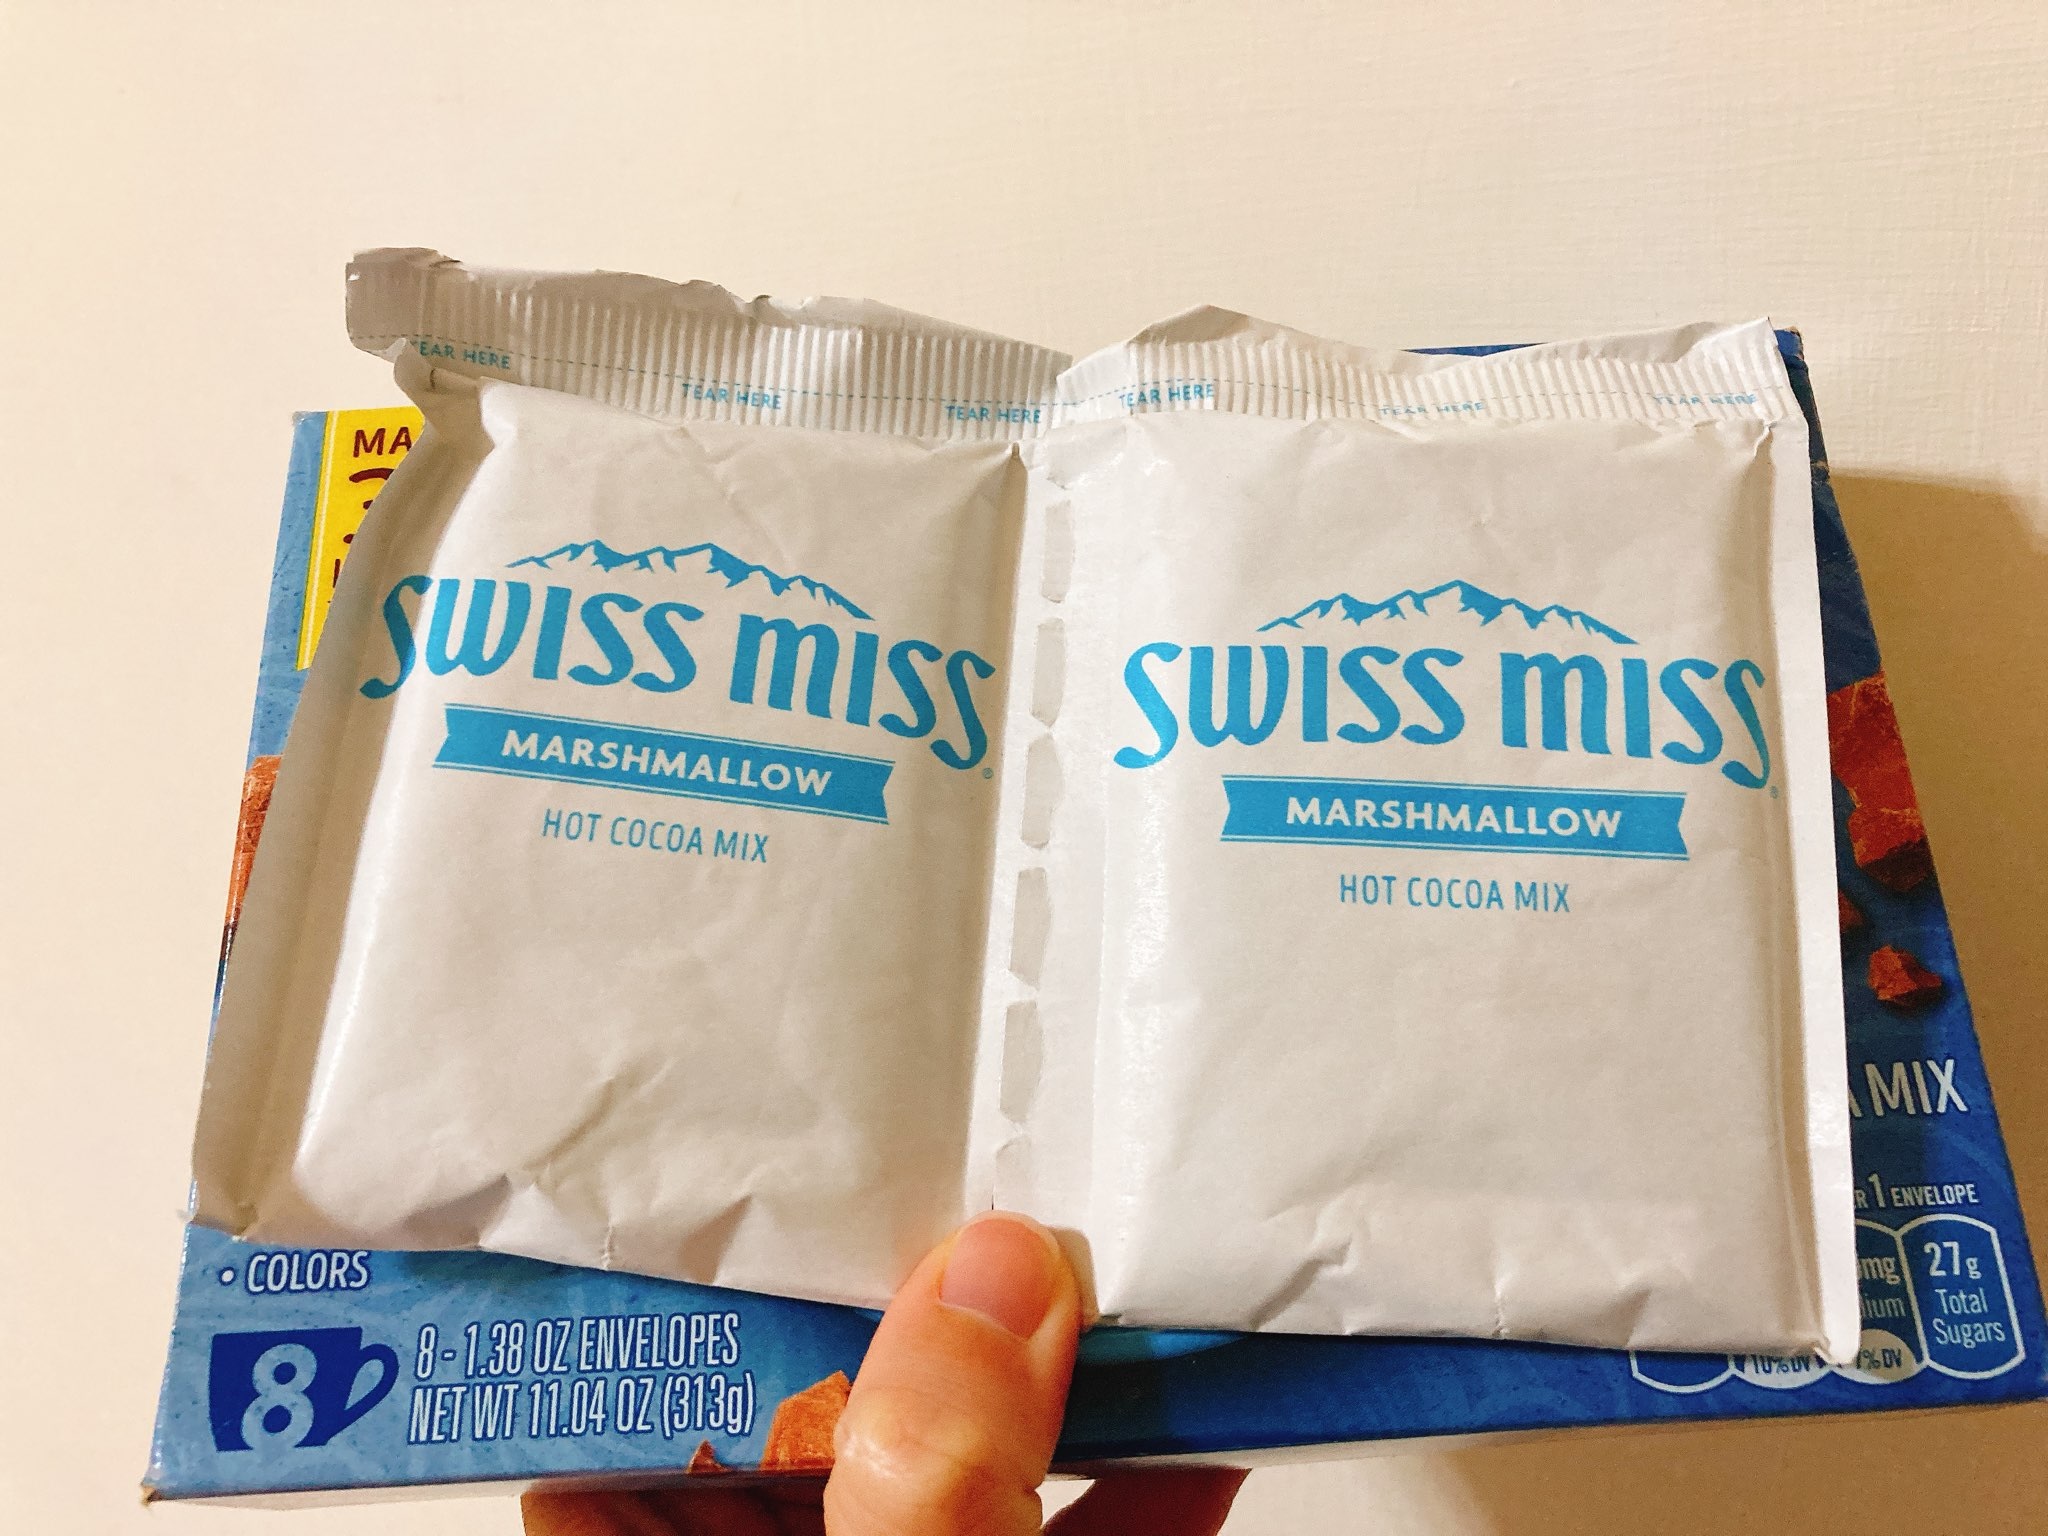 TEAR HERE
TEAR HERE
TEAR HERE
TEAR HERE
TEAR HERE
TEAR HERE
SWISS MISS®
MARSHMALLOW
HOT COCOA MIX
SWISS MISS®
MARSHMALLOW
HOT COCOA MIX
MIX
1 ENVELOPE
27g
Total
Sugars
10% DV
• COLORS
8
8 - 1.38 OZ ENVELOPES
NET WT 11.04 OZ (313g)